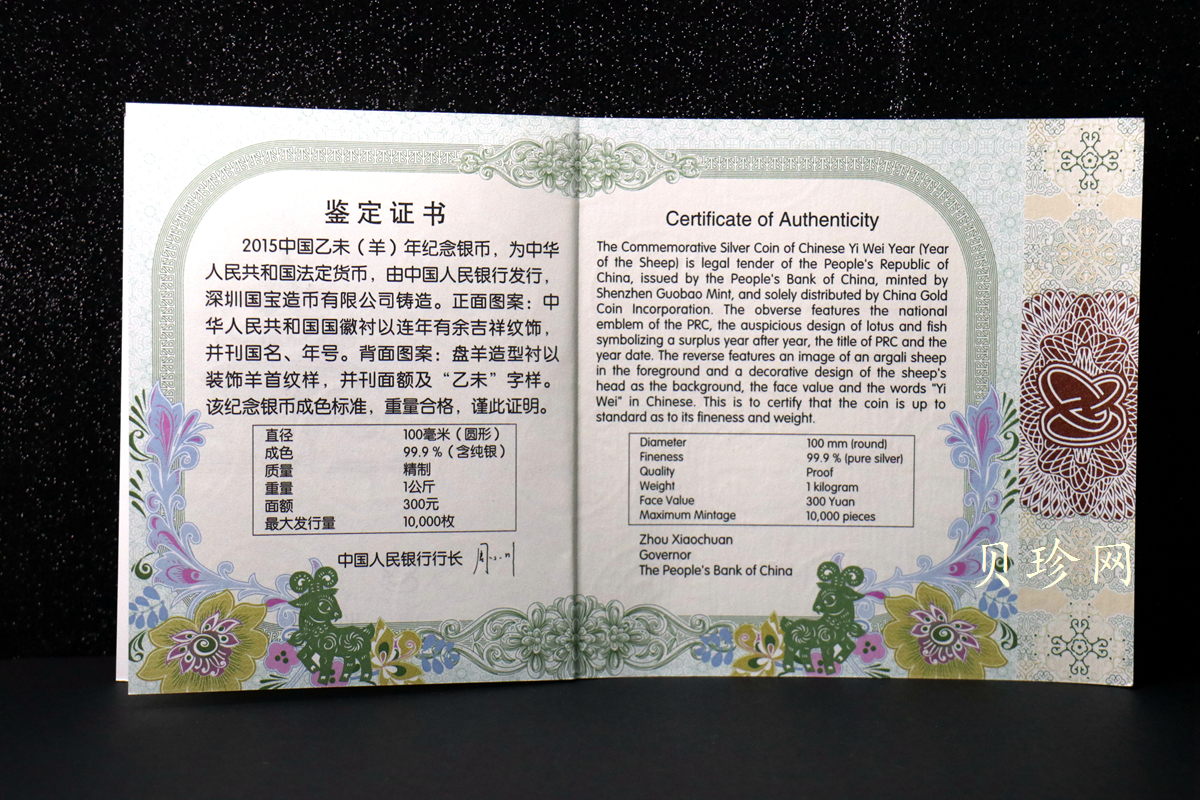 鉴定证书
2015中国乙未（羊）年纪念银币，为中华
人民共和国法定货币，由中国人民银行发行，
深圳国宝造币有限公司铸造。正面图案：中
华人民共和国国徽衬以连年有余吉祥纹饰，
并刊国名、年号。背面图案：盘羊造型衬以
装饰羊首纹样，并刊面额及“乙未”字样。
该纪念银币成色标准，重量合格，谨此证明。
直径 100毫米（圆形）
成色 99.9％（含纯银）
质量 精制
重量 1公斤
面额 300元
最大发行量 10,000枚
中国人民银行行长
Certificate of Authenticity
The Commemorative Silver Coin of Chinese Yi Wei Year (Year
of the Sheep) is legal tender of the People's Republic of
China, issued by the People's Bank of China, minted by
Shenzhen Guobao Mint, and solely distributed by China Gold
Coin Incorporation. The obverse features the national
emblem of the PRC, the auspicious design of lotus and fish
symbolizing a surplus year after year, the title of PRC and the
year date. The reverse features an image of an argali sheep
in the foreground and a decorative design of the sheep's
head as the background, the face value and the words "Yi
Wei" in Chinese. This is to certify that the coin is up to
standard as to its fineness and weight.
Diameter 100 mm (round)
Fineness 99.9 % (pure silver)
Quality Proof
Weight 1 kilogram
Face Value 300 Yuan
Maximum Mintage 10,000 pieces
Zhou Xiaochuan
Governor
The People's Bank of China
贝珍网